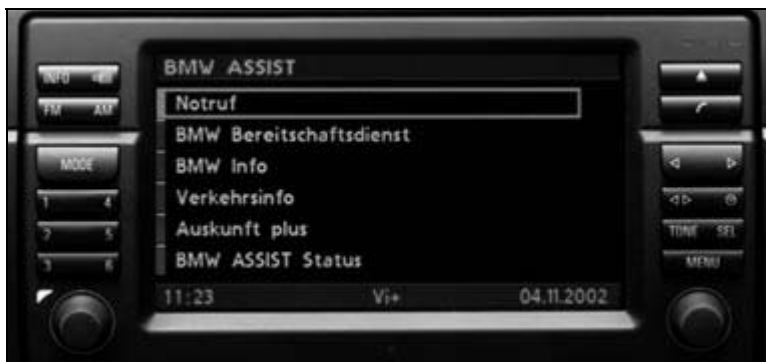 BMW ASSIST
INFO
Notruf
FM AM
BMW Bereitschaftsdienst
MODE
BMW Info
Verkehrsinfo
1 4
Auskunft plus
2 5
TONE SEL
BMW ASSIST Status
3 6
MENU
11:23 Vi+ 04.11.2002